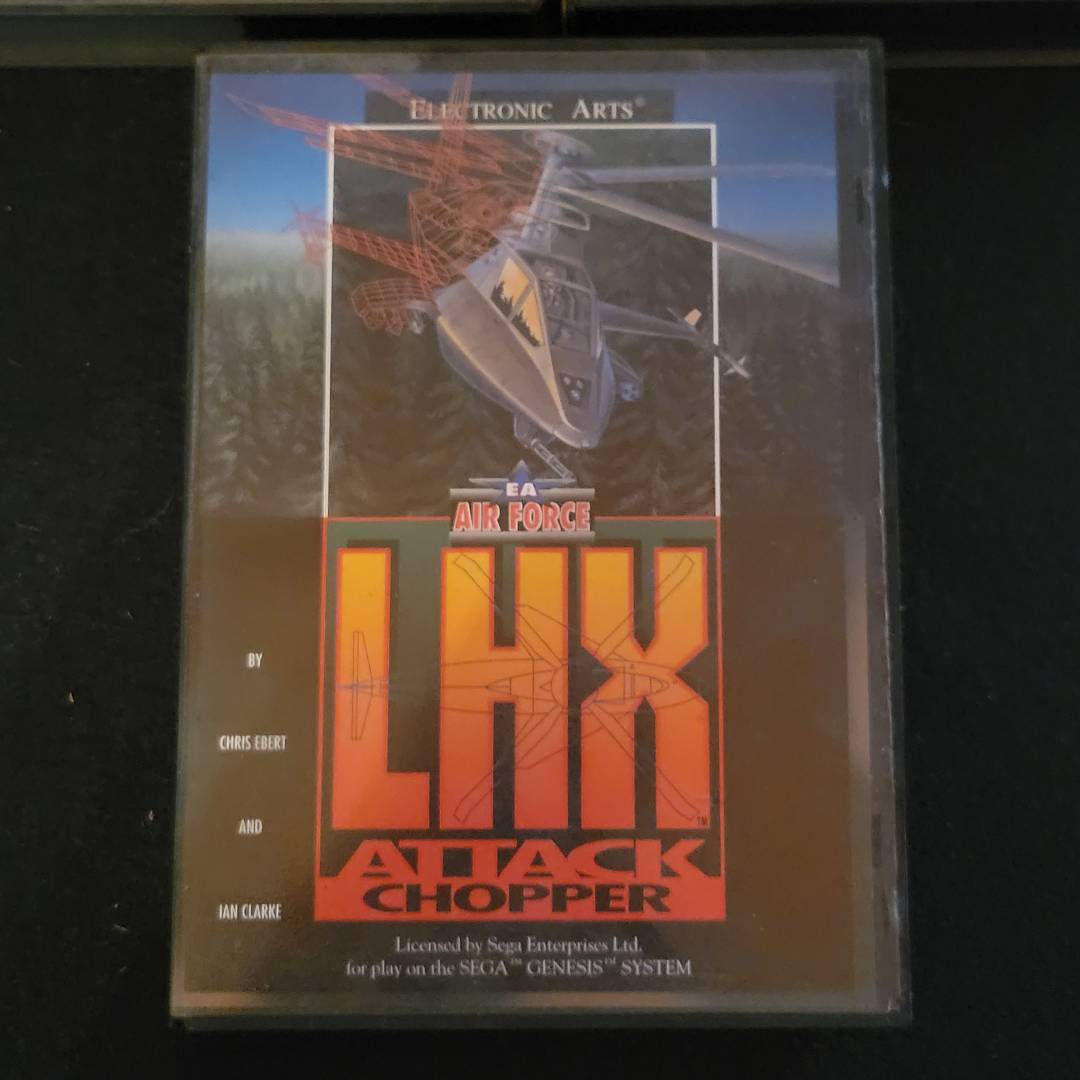 ELECTRONIC ARTS®
EA
AIR FORCE
LHX™
ATTACK
CHOPPER
BY
CHRIS EBERT
AND
IAN CLARKE
Licensed by Sega Enterprises Ltd.
for play on the SEGA™ GENESIS™ SYSTEM